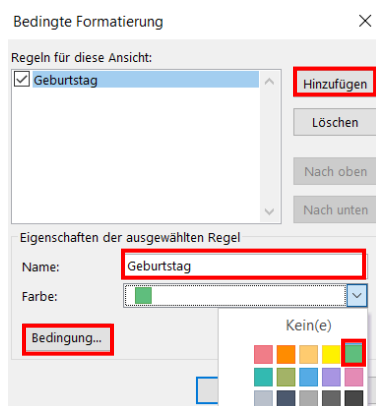 Bedingte Formatierung
Regeln für diese Ansicht:
Geburtstag
Hinzufügen
Löschen
Nach oben
Nach unten
Eigenschaften der ausgewählten Regel
Name: Geburtstag
Farbe:
Kein(e)
Bedingung...